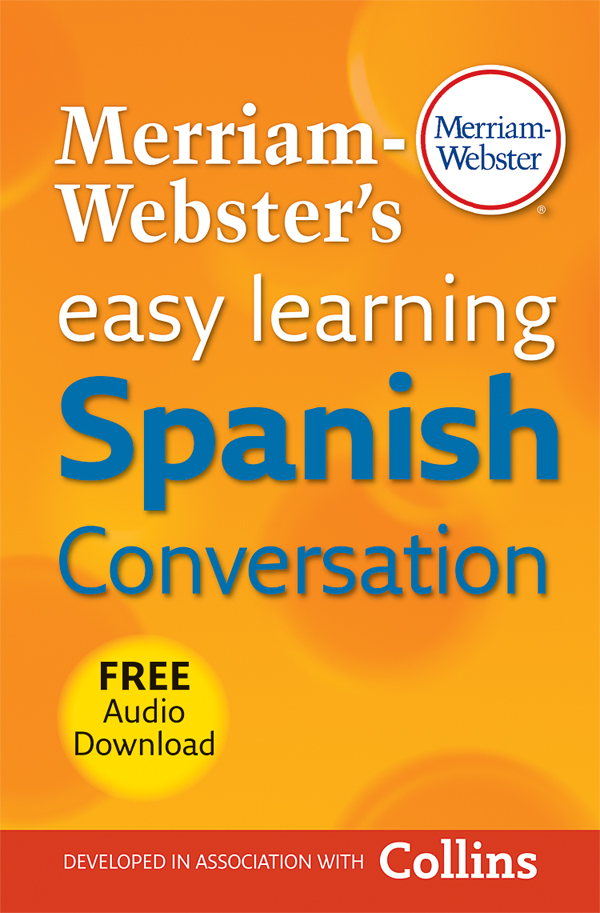 Merriam-
Webster's
Merriam-
Webster
®
easy learning
Spanish
Conversation
FREE
Audio
Download
DEVELOPED IN ASSOCIATION WITH Collins